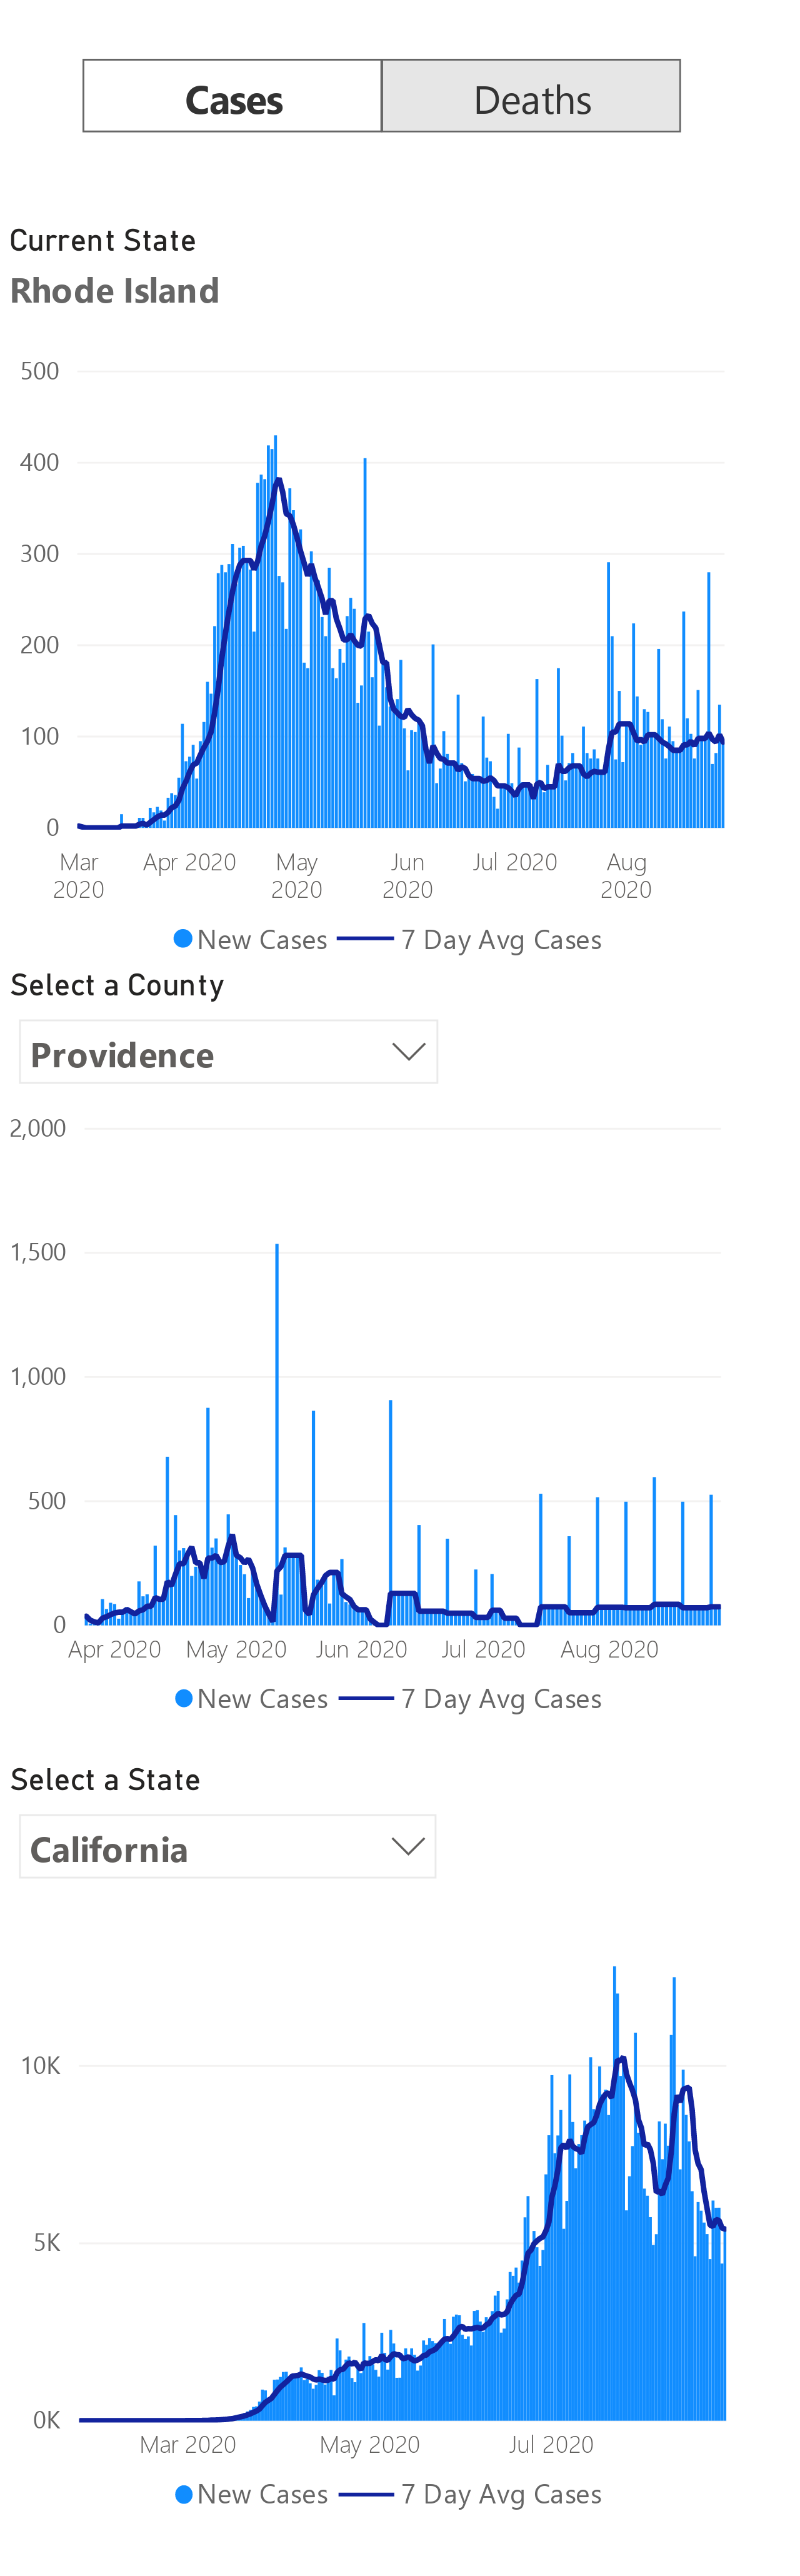 Cases Deaths
Current State
Rhode Island
500
400
300
200
100
0
Mar Apr 2020 May Jun Jul 2020 Aug
2020 2020 2020 2020
New Cases 7 Day Avg Cases
Select a County
Providence
2,000
1,500
1,000
500
0
Apr 2020 May 2020 Jun 2020 Jul 2020 Aug 2020
New Cases 7 Day Avg Cases
Select a State
California
10K
5K
0K
Mar 2020 May 2020 Jul 2020
New Cases 7 Day Avg Cases